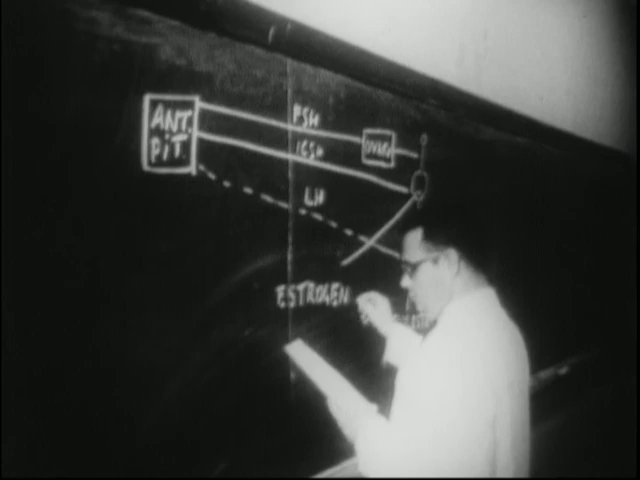 ANT.
PIT.
FSH
ICSH
OVARY
LH
ESTROGEN